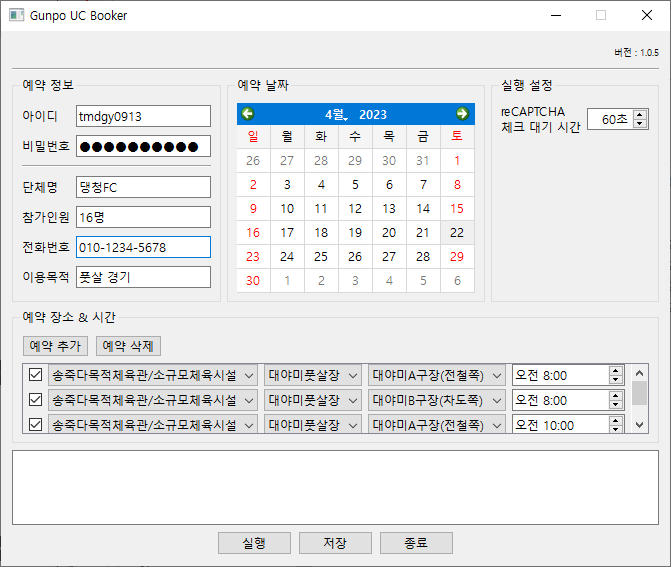 Gunpo UC Booker
버전 : 1.0.5
예약 정보
아이디 tmdgy0913
비밀번호 ●●●●●●●●●●
단체명 댕청FC
참가인원 16명
전화번호 010-1234-5678
이용목적 풋살 경기
예약 날짜
4월, 2023
일 월 화 수 목 금 토
26 27 28 29 30 31 1
2 3 4 5 6 7 8
9 10 11 12 13 14 15
16 17 18 19 20 21 22
23 24 25 26 27 28 29
30 1 2 3 4 5 6
실행 설정
reCAPTCHA
체크 대기 시간 60초
예약 장소 & 시간
예약 추가 예약 삭제
송죽다목적체육관/소규모체육시설 대야미풋살장 대야미A구장(전철쪽) 오전 8:00
송죽다목적체육관/소규모체육시설 대야미풋살장 대야미B구장(차도쪽) 오전 8:00
송죽다목적체육관/소규모체육시설 대야미풋살장 대야미A구장(전철쪽) 오전 10:00
실행 저장 종료